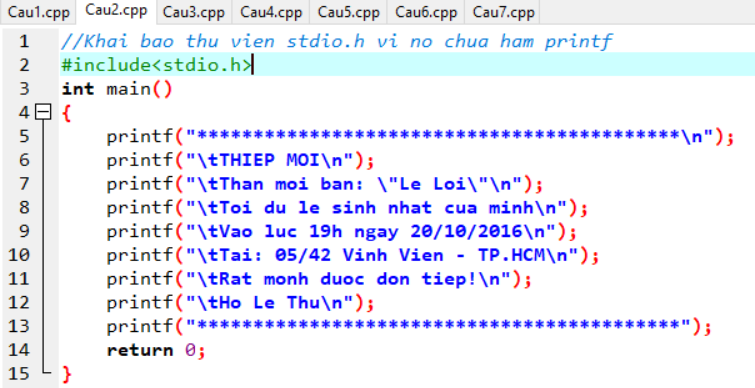 Cau1.cpp Cau2.cpp Cau3.cpp Cau4.cpp Cau5.cpp Cau6.cpp Cau7.cpp
1 //Khai bao thu vien stdio.h vi no chua ham printf
2 #include<stdio.h>
3 int main()
4 {
5 printf("*******************************************\n");
6 printf("\tTHIEP MOI\n");
7 printf("\tThan moi ban: \"Le Loi\"\n");
8 printf("\tToi du le sinh nhat cua minh\n");
9 printf("\tVao luc 19h ngay 20/10/2016\n");
10 printf("\tTai: 05/42 Vinh Vien - TP.HCM\n");
11 printf("\tRat monh duoc don tiep!\n");
12 printf("\tHo Le Thu\n");
13 printf("*******************************************");
14 return 0;
15 }